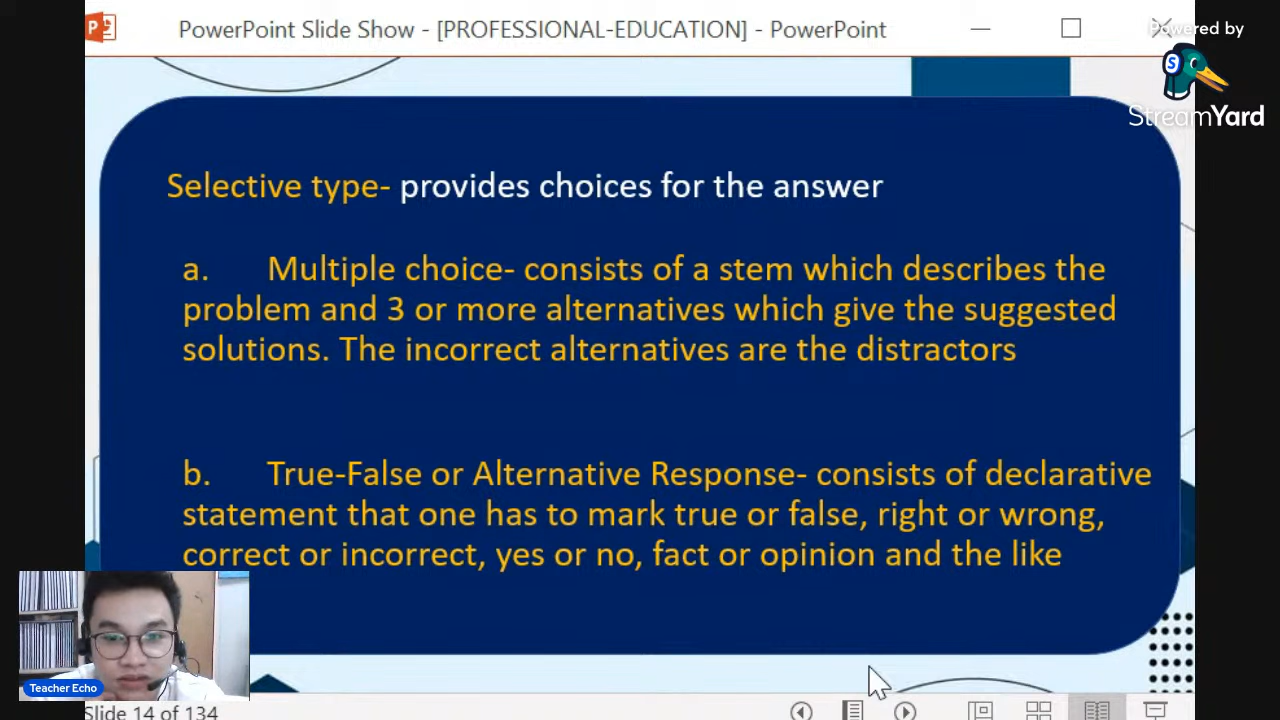 PowerPoint Slide Show - [PROFESSIONAL-EDUCATION] - PowerPoint
Powered by
StreamYard
Selective type- provides choices for the answer
a. Multiple choice- consists of a stem which describes the
problem and 3 or more alternatives which give the suggested
solutions. The incorrect alternatives are the distractors
b. True-False or Alternative Response- consists of declarative
statement that one has to mark true or false, right or wrong,
correct or incorrect, yes or no, fact or opinion and the like
Teacher Echo
Slide 14 of 134